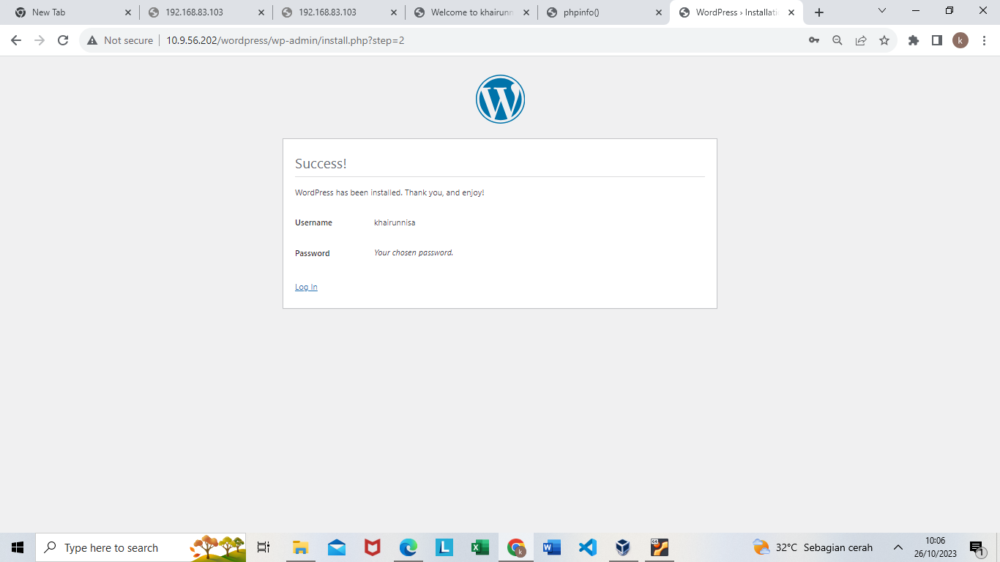 New Tab
192.168.83.103
192.168.83.103
Welcome to khairunn
phpinfo()
WordPress › Installati
Not secure
10.9.56.202/wordpress/wp-admin/install.php?step=2
k
W
Success!
WordPress has been installed. Thank you, and enjoy!
Username khairunnisa
Password Your chosen password.
Log In
Type here to search
L
X
k
W
64
32°C Sebagian cerah
10:06
26/10/2023
1